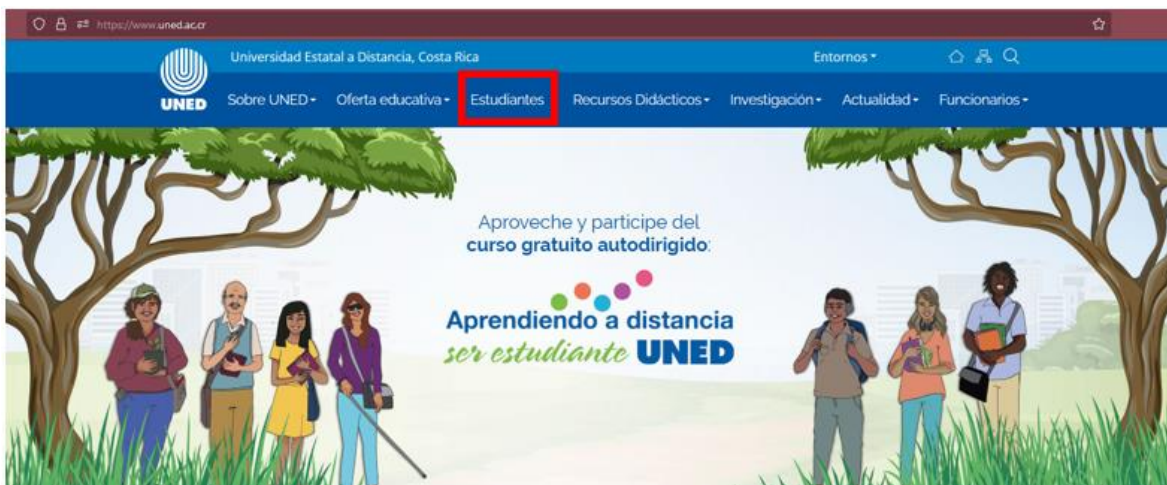 https://www.uned.ac.cr
Universidad Estatal a Distancia, Costa Rica
Entornos
UNED
Sobre UNED
Oferta educativa
Estudiantes
Recursos Didácticos
Investigación
Actualidad
Funcionarios
Aproveche y participe del
curso gratuito autodirigido:
Aprendiendo a distancia
ser estudiante UNED